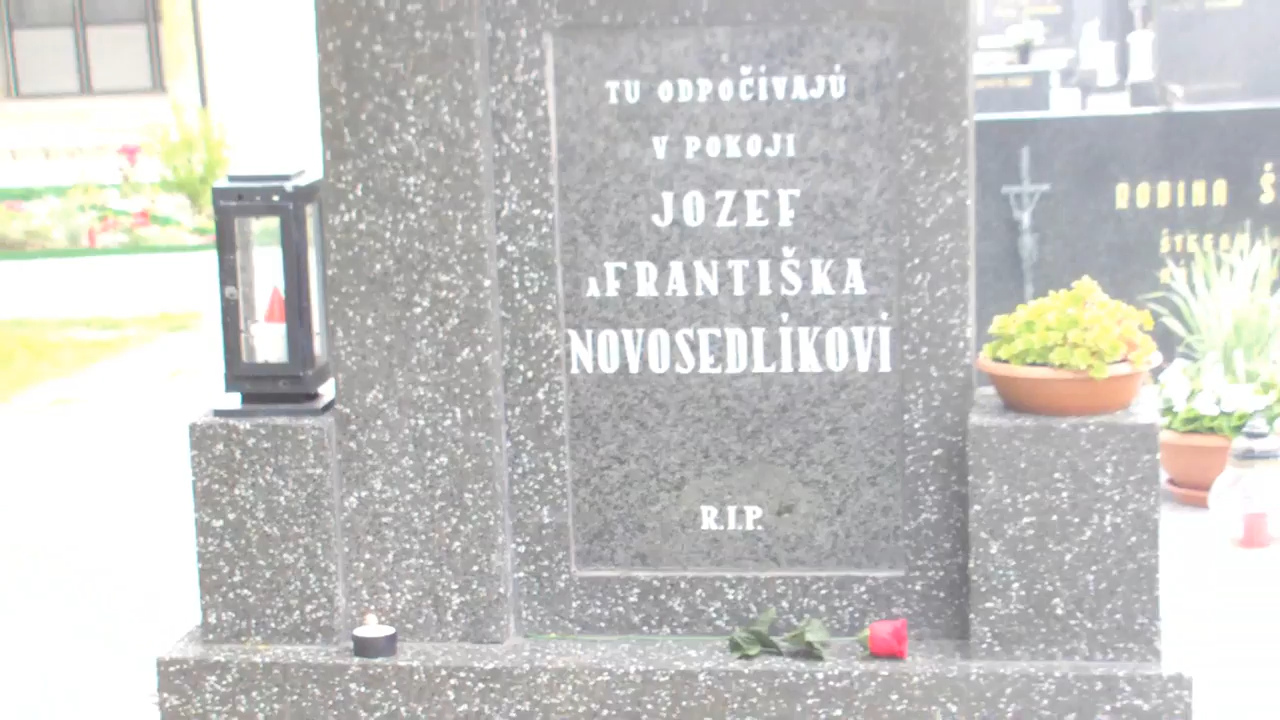 TU ODPOČÍVAJÚ
V POKOJI
JOZEF
A FRANTIŠKA
NOVOSEDLÍKOVÍ
R.I.P.
RODINA Š